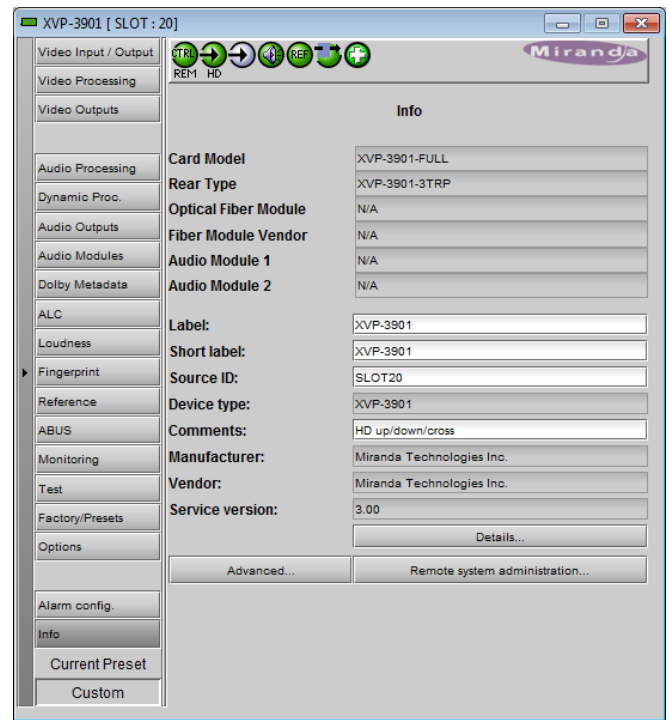 XVP-3901 [ SLOT : 20]
Video Input / Output
Video Processing
Video Outputs
Audio Processing
Dynamic Proc.
Audio Outputs
Audio Modules
Dolby Metadata
ALC
Loudness
Fingerprint
Reference
ABUS
Monitoring
Test
Factory/Presets
Options
Alarm config.
Info
Current Preset
Custom
CTRL
REF
REM HD
Miranda
Info
Card Model XVP-3901-FULL
Rear Type XVP-3901-3TRP
Optical Fiber Module N/A
Fiber Module Vendor N/A
Audio Module 1 N/A
Audio Module 2 N/A
Label: XVP-3901
Short label: XVP-3901
Source ID: SLOT20
Device type: XVP-3901
Comments: HD up/down/cross
Manufacturer: Miranda Technologies Inc.
Vendor: Miranda Technologies Inc.
Service version: 3.00
Details...
Advanced... Remote system administration...